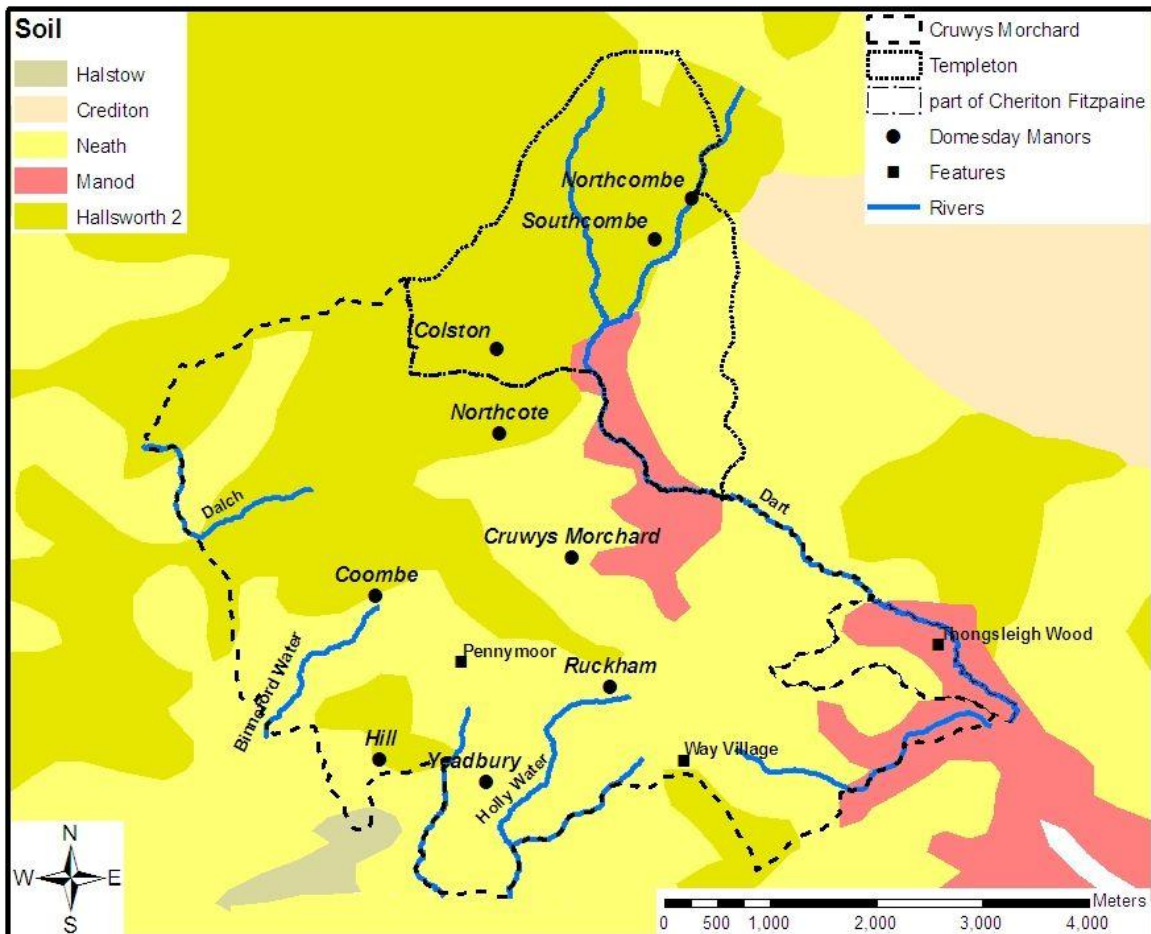 Soil
Halstow
Crediton
Neath
Manod
Hallsworth 2
Cruwys Morchard
Templeton
part of Cheriton Fitzpaine
Domesday Manors
Features
Rivers
Northcombe
Southcombe
Colston
Northcote
Dalch
Dart
Cruwys Morchard
Coombe
Binneford Water
Pennymoor
Thongsleigh Wood
Ruckham
Hill
Yeadbury
Holly Water
Way Village
N
W E
S
Meters
0 500 1,000 2,000 3,000 4,000